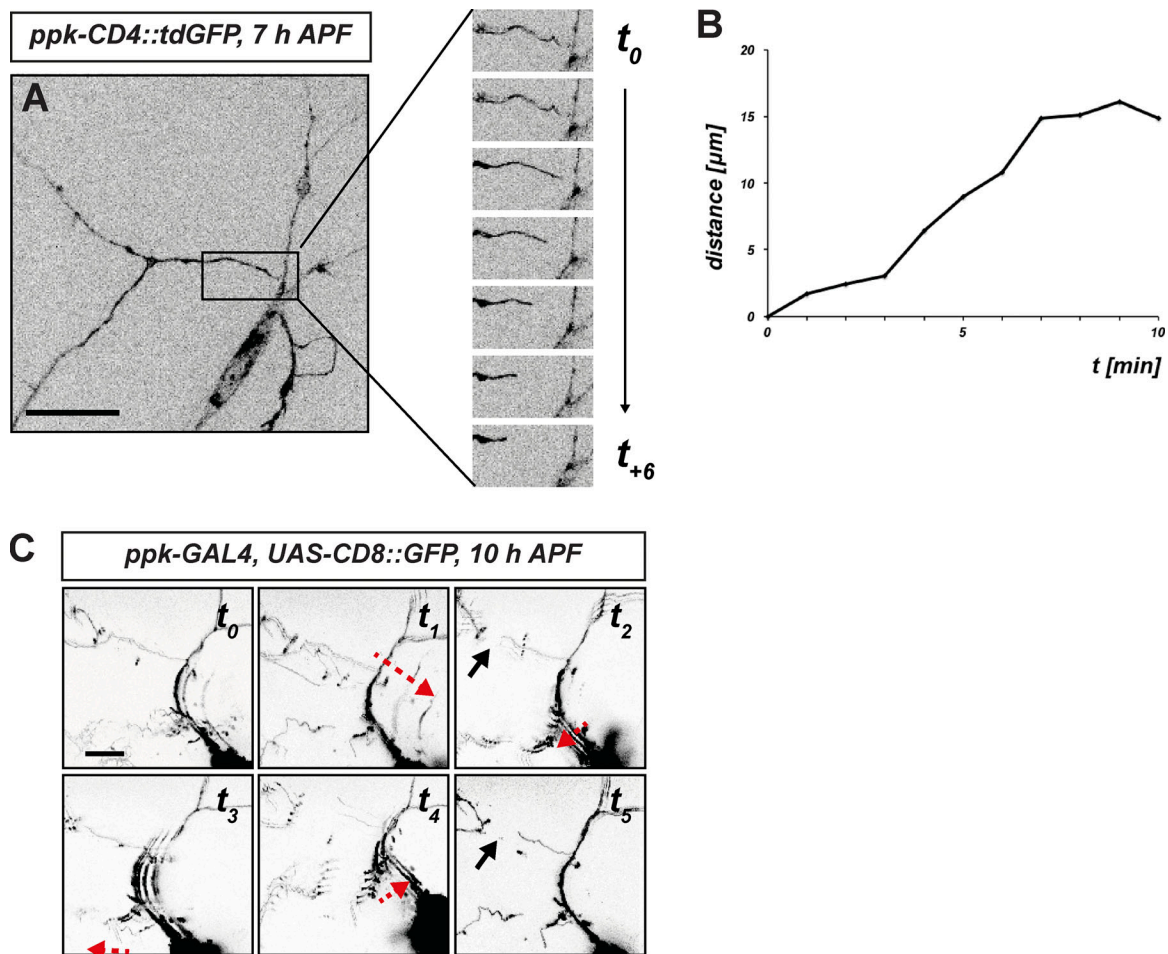 ppk-CD4::tdGFP, 7 h APF
A
t0
t+6
B
20
15
10
5
0
distance [µm]
0
5
10
t [min]
C
ppk-GAL4, UAS-CD8::GFP, 10 h APF
t0
t1
t2
t3
t4
t5